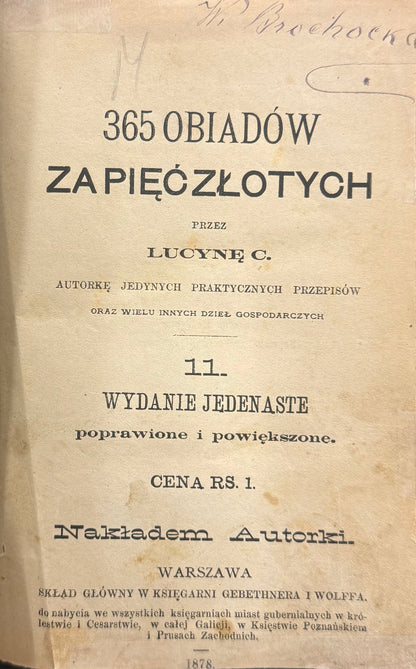 W. Brochocka
365 OBIADÓW
ZA PIĘĆ ZŁOTYCH
PRZEZ
LUCYNĘ C.
AUTORKĘ JEDYNYCH PRAKTYCZNYCH PRZEPISÓW
ORAZ WIELU INNYCH DZIEŁ GOSPODARCZYCH
11.
WYDANIE JEDENASTE
poprawione i powiększone.
CENA RS. 1.
Nakładem Autorki.
WARSZAWA
SKŁAD GŁÓWNY W KSIĘGARNI GEBETHNERA I WOLFFA.
do nabycia we wszystkich księgarniach miast gubernialnych w kró-
lestwie i Cesarstwie, w całej Galicji, w Księstwie Poznańskiem
i Prusach Zachodnich.
1878.